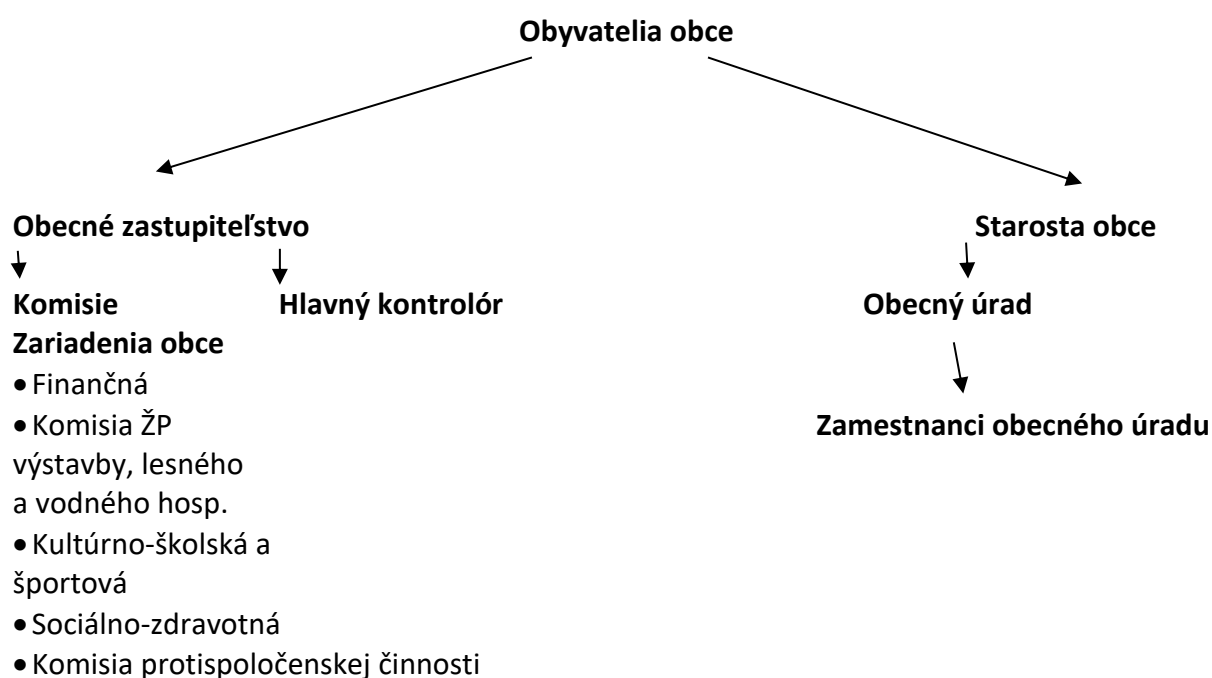 Obyvatelia obce
Obecné zastupiteľstvo
Starosta obce
Komisie
Hlavný kontrolór
Obecný úrad
Zariadenia obce
• Finančná
• Komisia ŽP
výstavby, lesného
a vodného hosp.
• Kultúrno-školská a
športová
• Sociálno-zdravotná
• Komisia protispoločenskej činnosti
Zamestnanci obecného úradu